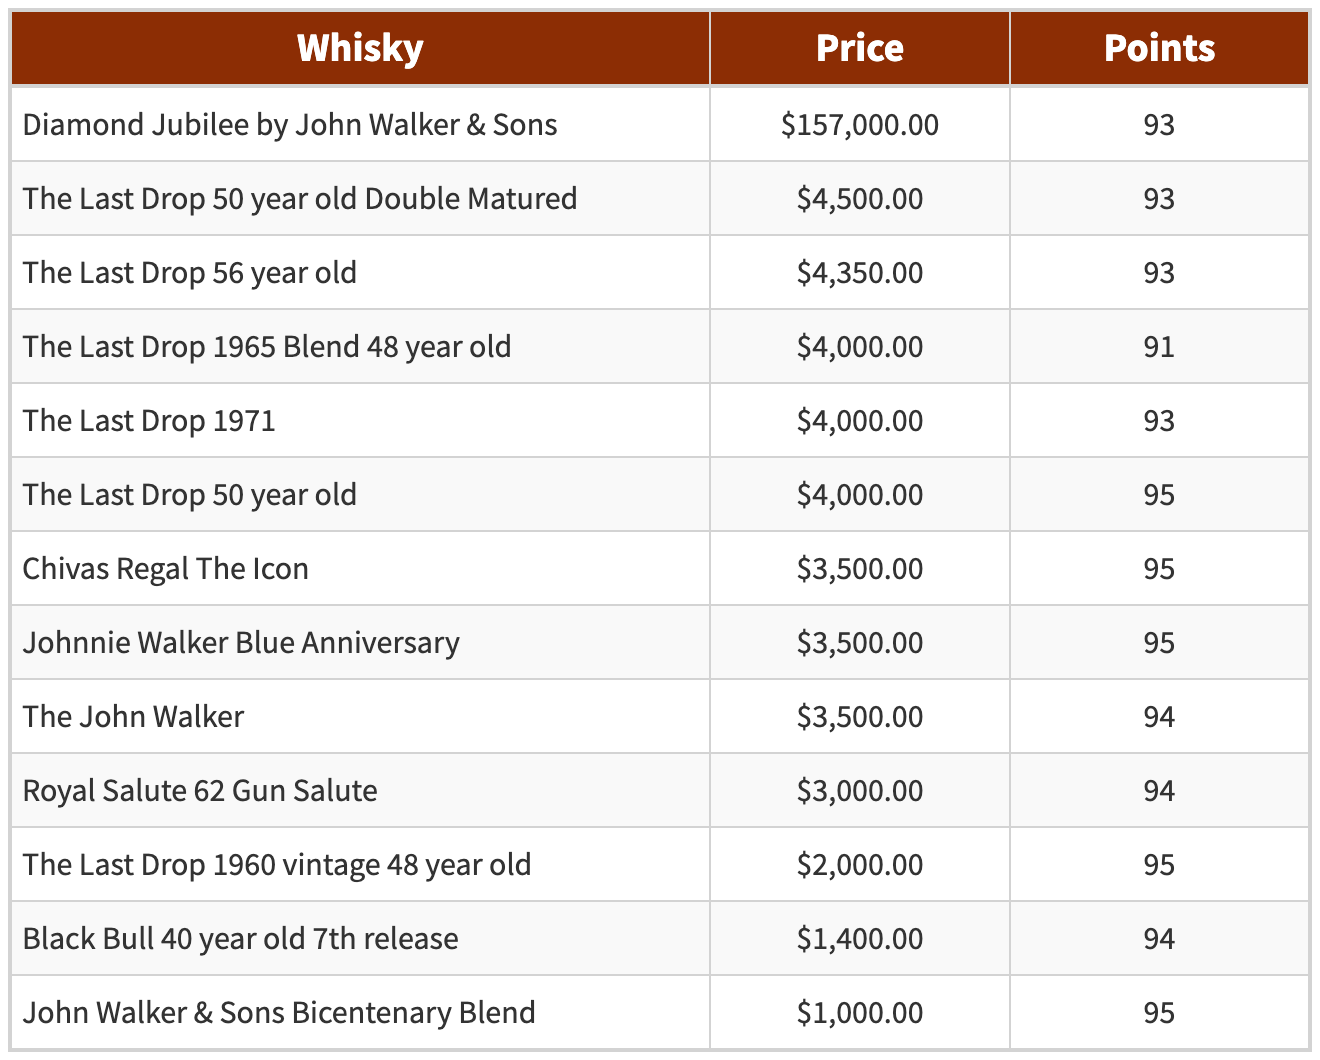 Whisky Price Points
Diamond Jubilee by John Walker & Sons $157,000.00 93
The Last Drop 50 year old Double Matured $4,500.00 93
The Last Drop 56 year old $4,350.00 93
The Last Drop 1965 Blend 48 year old $4,000.00 91
The Last Drop 1971 $4,000.00 93
The Last Drop 50 year old $4,000.00 95
Chivas Regal The Icon $3,500.00 95
Johnnie Walker Blue Anniversary $3,500.00 95
The John Walker $3,500.00 94
Royal Salute 62 Gun Salute $3,000.00 94
The Last Drop 1960 vintage 48 year old $2,000.00 95
Black Bull 40 year old 7th release $1,400.00 94
John Walker & Sons Bicentenary Blend $1,000.00 95